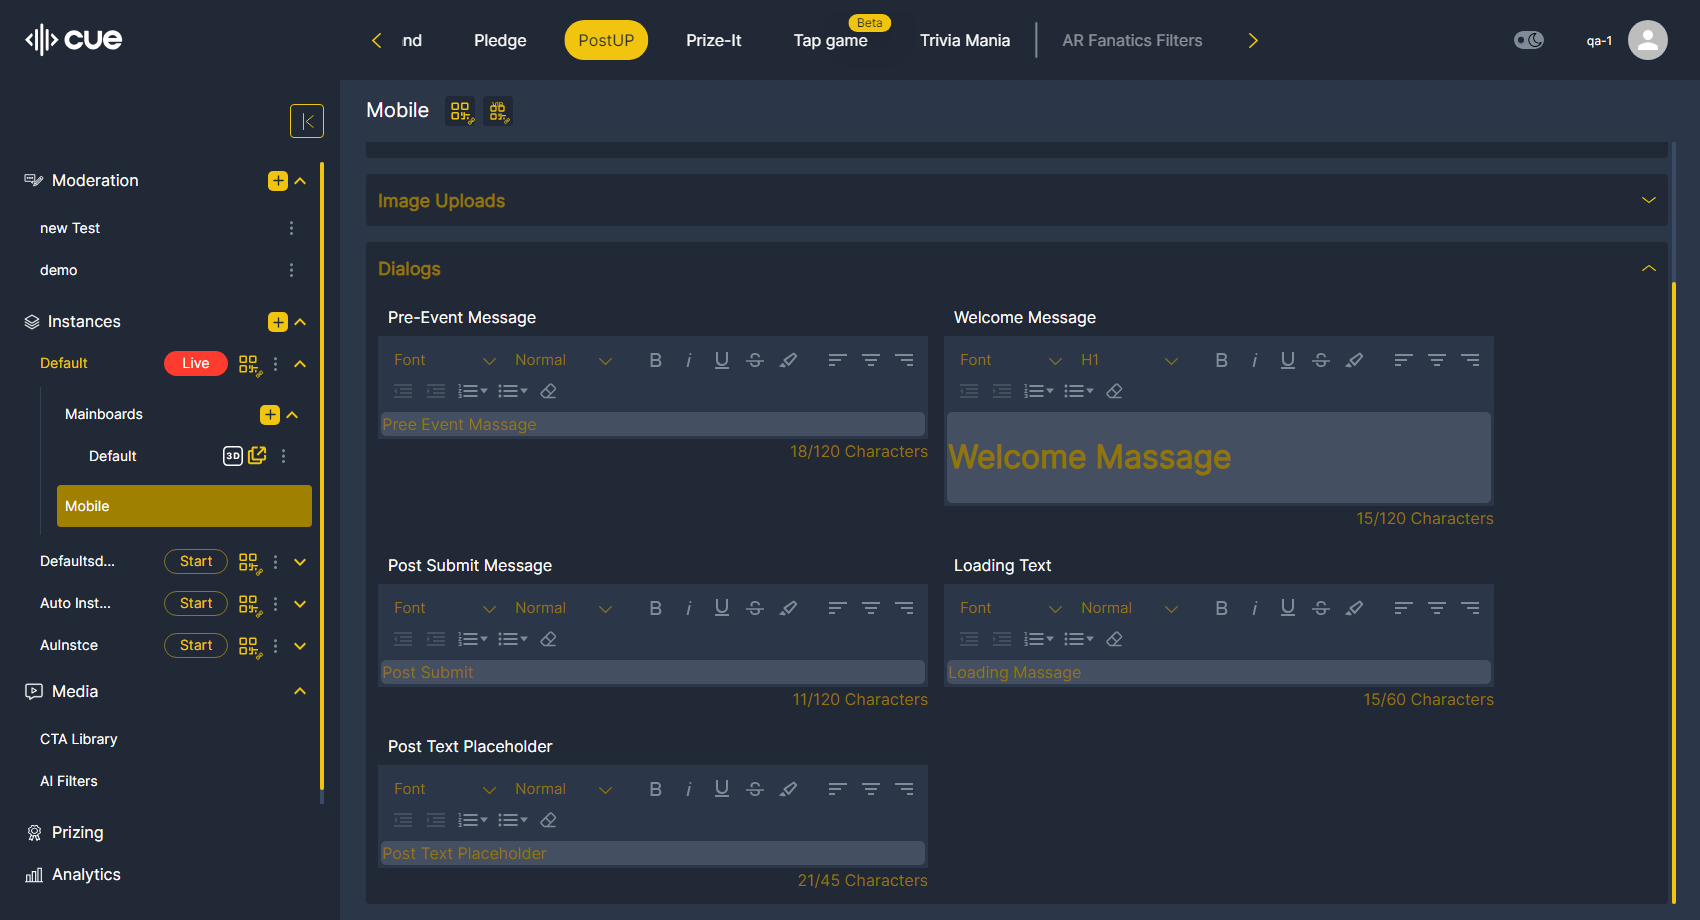 cue
nd
Pledge
PostUP
Prize-It
Beta
Tap game
Trivia Mania
AR Fanatics Filters
qa-1
Mobile
VIP
Moderation
new Test
demo
Instances
Default
Live
Mainboards
Default
3D
Mobile
Defaultsd...
Start
Auto Inst...
Start
AuInstce
Start
Media
CTA Library
AI Filters
Prizing
Analytics
Image Uploads
Dialogs
Pre-Event Message
Font Normal B i U S
Pree Event Massage
18/120 Characters
Welcome Message
Font H1 B i U S
Welcome Massage
15/120 Characters
Post Submit Message
Font Normal B i U S
Post Submit
11/120 Characters
Loading Text
Font Normal B i U S
Loading Massage
15/60 Characters
Post Text Placeholder
Font Normal B i U S
Post Text Placeholder
21/45 Characters